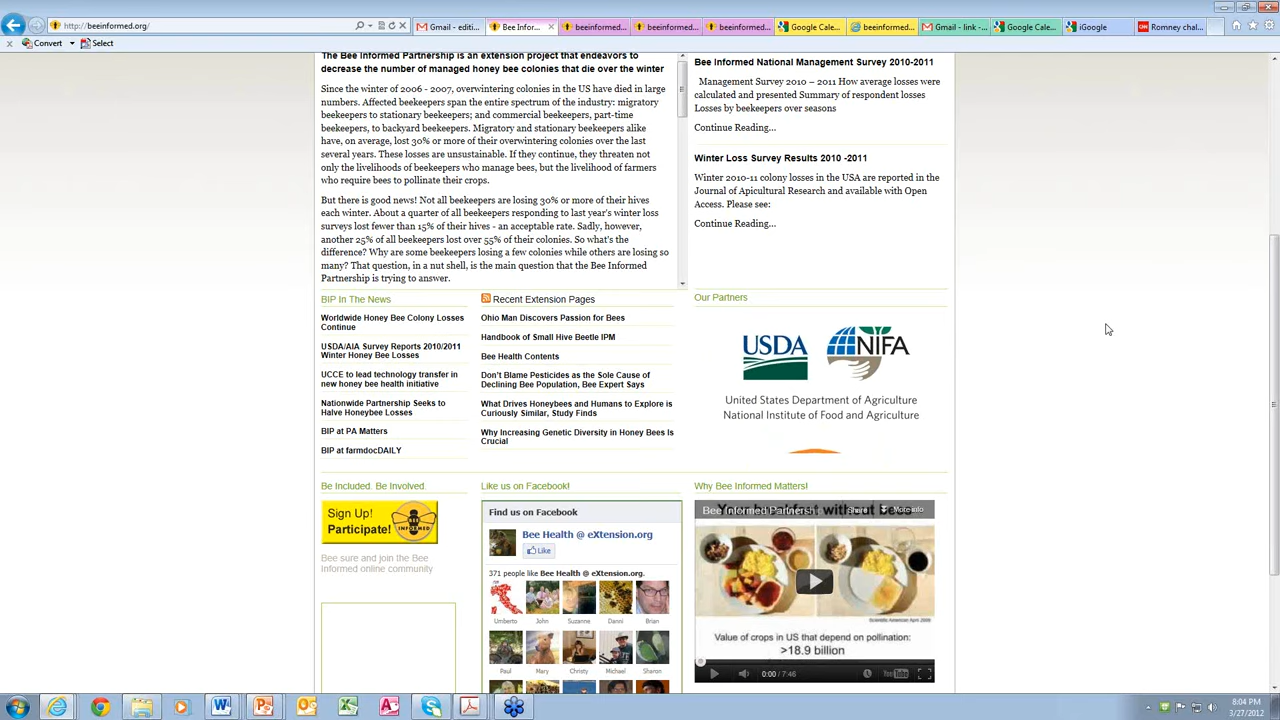 http://beeinformed.org/
Gmail - editi...
Bee Infor...
beeinformed...
beeinformed...
beeinformed...
Google Cale...
beeinformed...
Gmail - link -...
Google Cale...
iGoogle
Romney chal...
Convert
Select
The Bee Informed Partnership is an extension project that endeavors to
decrease the number of managed honey bee colonies that die over the winter
Since the winter of 2006 - 2007, overwintering colonies in the US have died in large
numbers. Affected beekeepers span the entire spectrum of the industry: migratory
beekeepers to stationary beekeepers; and commercial beekeepers, part-time
beekeepers, to backyard beekeepers. Migratory and stationary beekeepers alike
have, on average, lost 30% or more of their overwintering colonies over the last
several years. These losses are unsustainable. If they continue, they threaten not
only the livelihoods of beekeepers who manage bees, but the livelihood of farmers
who require bees to pollinate their crops.
But there is good news! Not all beekeepers are losing 30% or more of their hives
each winter. About a quarter of all beekeepers responding to last year's winter loss
surveys lost fewer than 15% of their hives - an acceptable rate. Sadly, however,
another 25% of all beekeepers lost over 55% of their colonies. So what's the
difference? Why are some beekeepers losing a few colonies while others are losing so
many? That question, in a nut shell, is the main question that the Bee Informed
Partnership is trying to answer.
Bee Informed National Management Survey 2010-2011
Management Survey 2010 – 2011 How average losses were
calculated and presented Summary of respondent losses
Losses by beekeepers over seasons
Continue Reading...
Winter Loss Survey Results 2010 -2011
Winter 2010-11 colony losses in the USA are reported in the
Journal of Apicultural Research and available with Open
Access. Please see:
Continue Reading...
BIP In The News
Worldwide Honey Bee Colony Losses
Continue
USDA/AIA Survey Reports 2010/2011
Winter Honey Bee Losses
UCCE to lead technology transfer in
new honey bee health initiative
Nationwide Partnership Seeks to
Halve Honeybee Losses
BIP at PA Matters
BIP at farmdocDAILY
Recent Extension Pages
Ohio Man Discovers Passion for Bees
Handbook of Small Hive Beetle IPM
Bee Health Contents
Don't Blame Pesticides as the Sole Cause of
Declining Bee Population, Bee Expert Says
What Drives Honeybees and Humans to Explore is
Curiously Similar, Study Finds
Why Increasing Genetic Diversity in Honey Bees Is
Crucial
Our Partners
USDA
NIFA
United States Department of Agriculture
National Institute of Food and Agriculture
Be Included. Be Involved.
Sign Up!
Participate!
BEE
INFORMED
Bee sure and join the Bee
Informed online community
Like us on Facebook!
Find us on Facebook
Bee Health @ eXtension.org
Like
371 people like Bee Health @ eXtension.org.
Umberto
John
Suzanne
Danni
Brian
Paul
Mary
Christy
Michael
Sharon
Why Bee Informed Matters!
Bee Informed Partnersh
Share
More info
Scientific American April 2009
Value of crops in US that depend on pollination:
>18.9 billion
0:00 / 7:46
YouTube
8:04 PM
3/27/2012